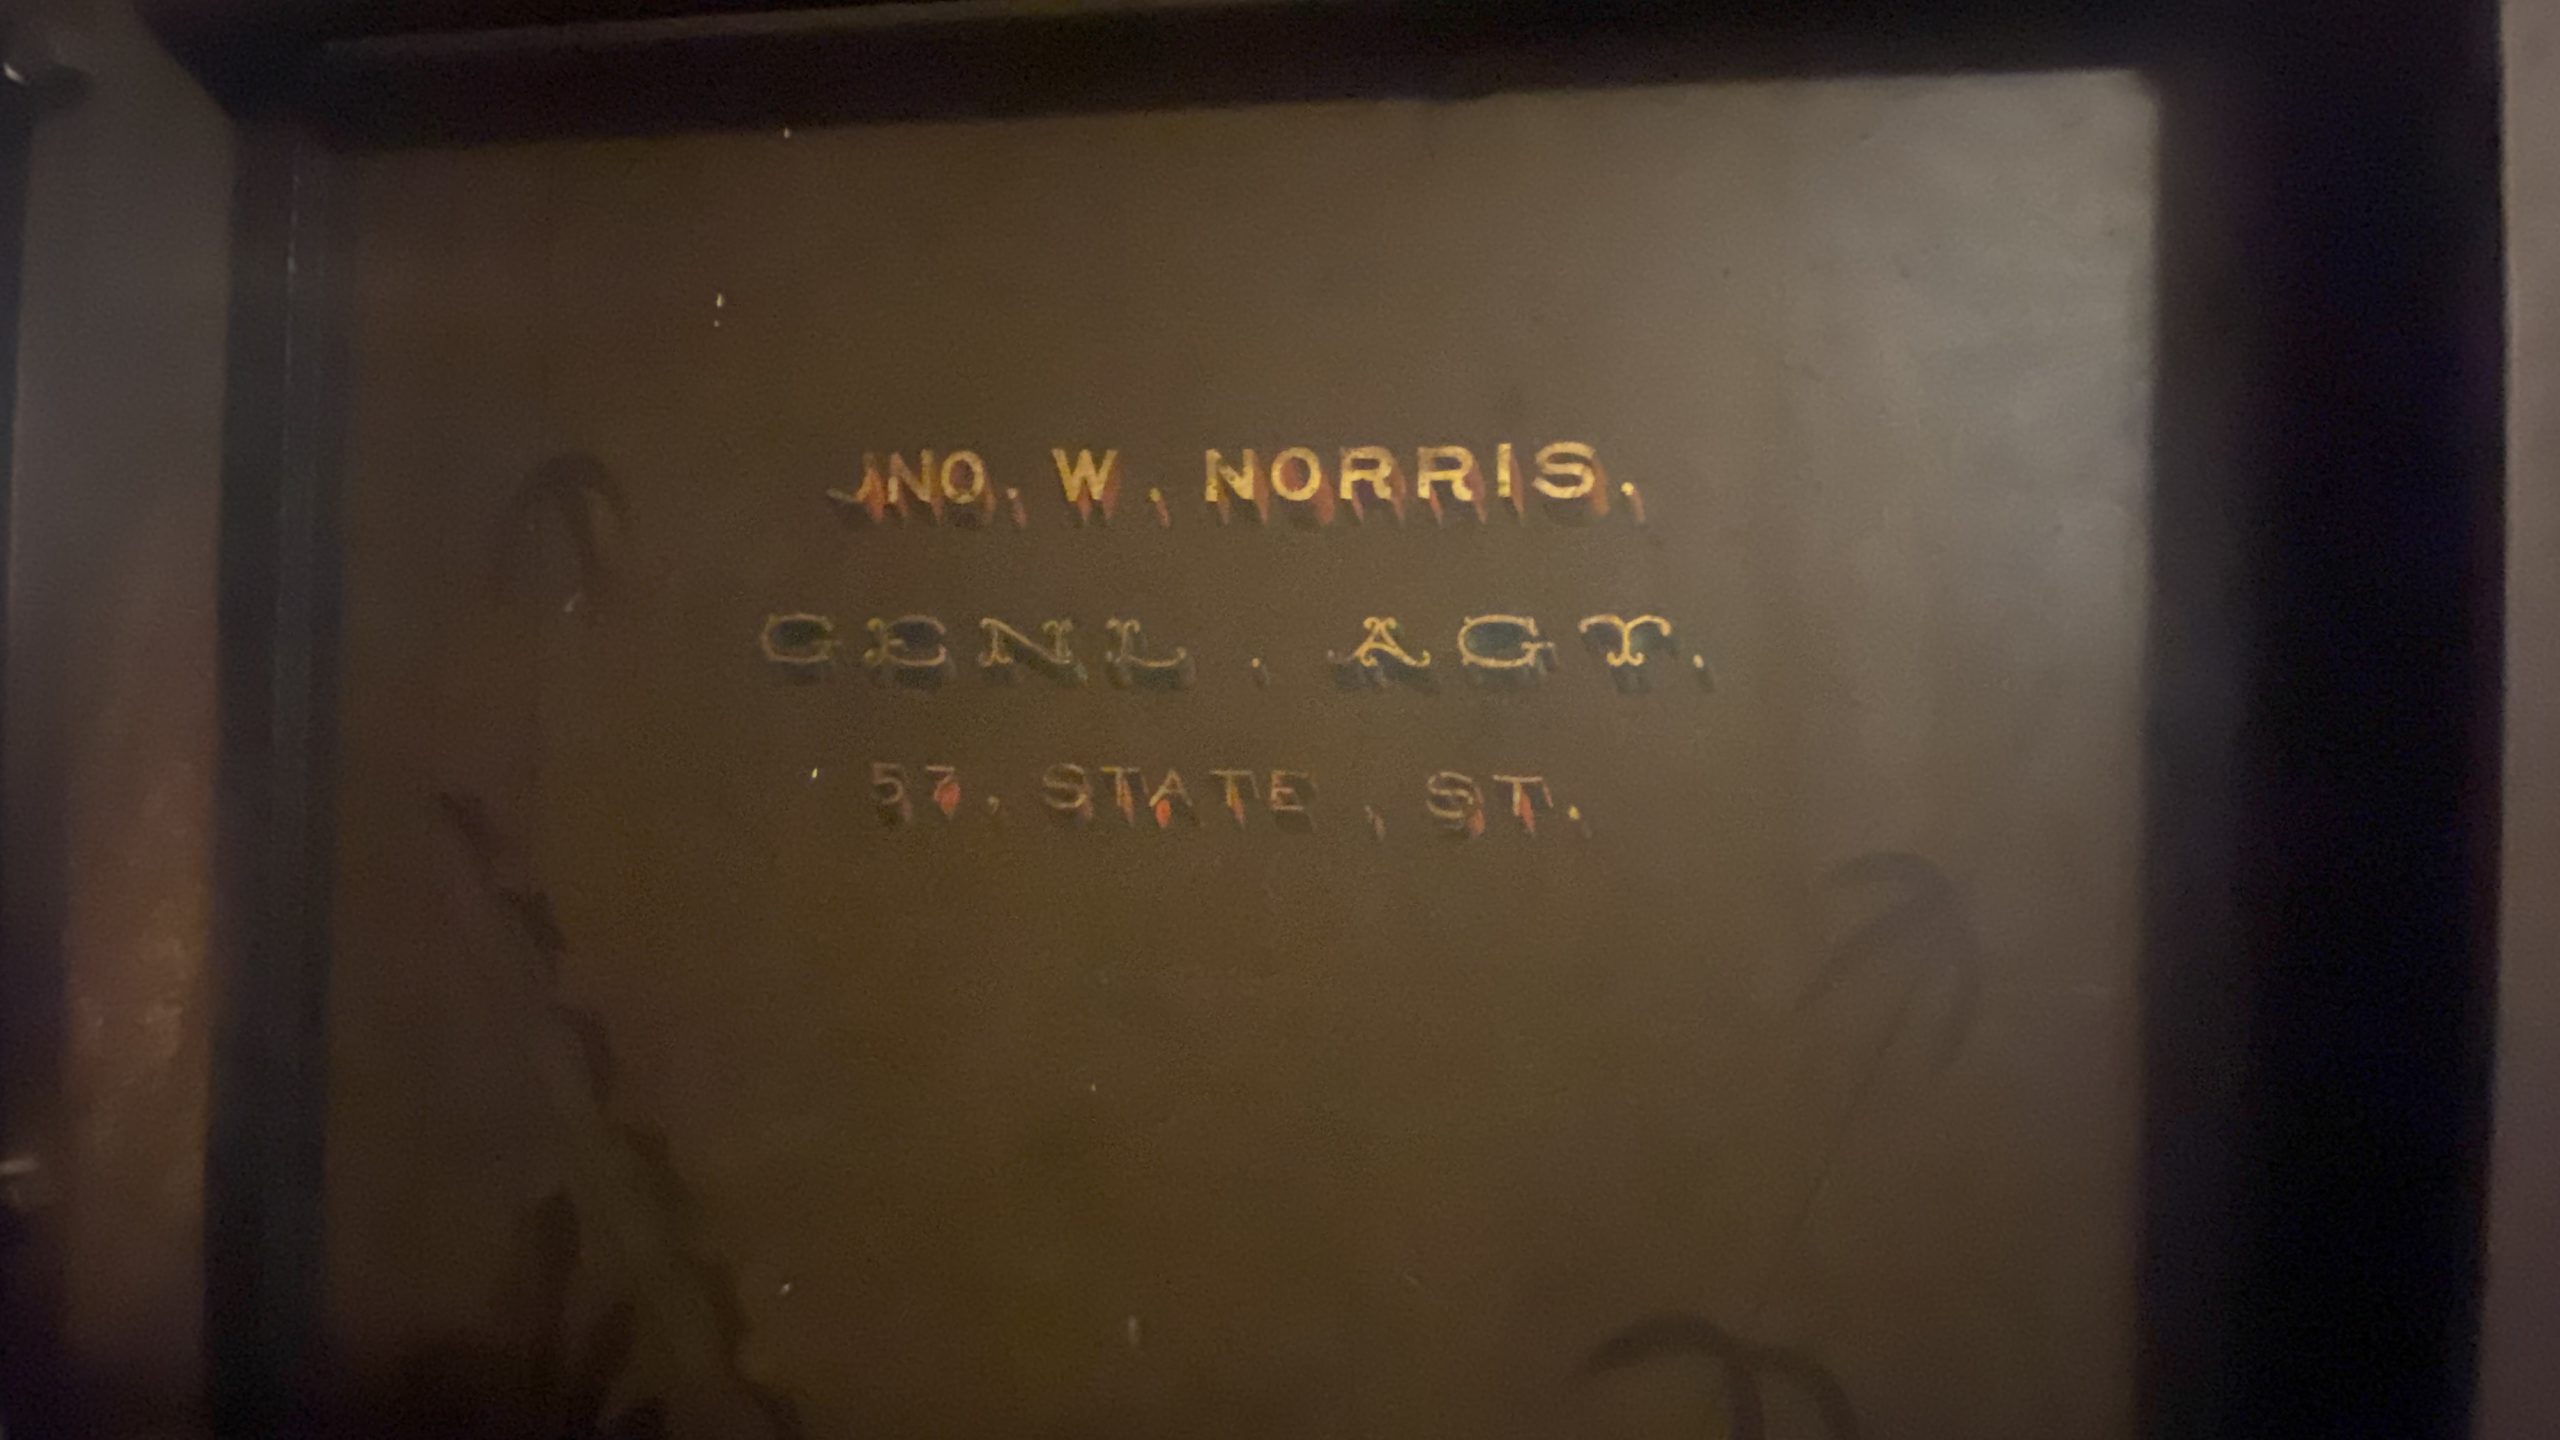 JNO. W. NORRIS.
GENL. AGT.
57. STATE, ST.